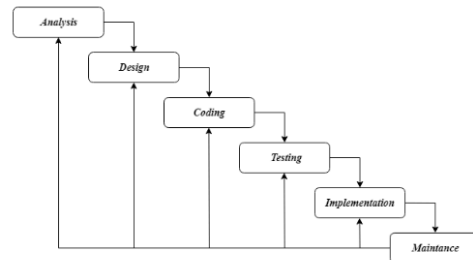 Analysis
Design
Coding
Testing
Implementation
Maintance